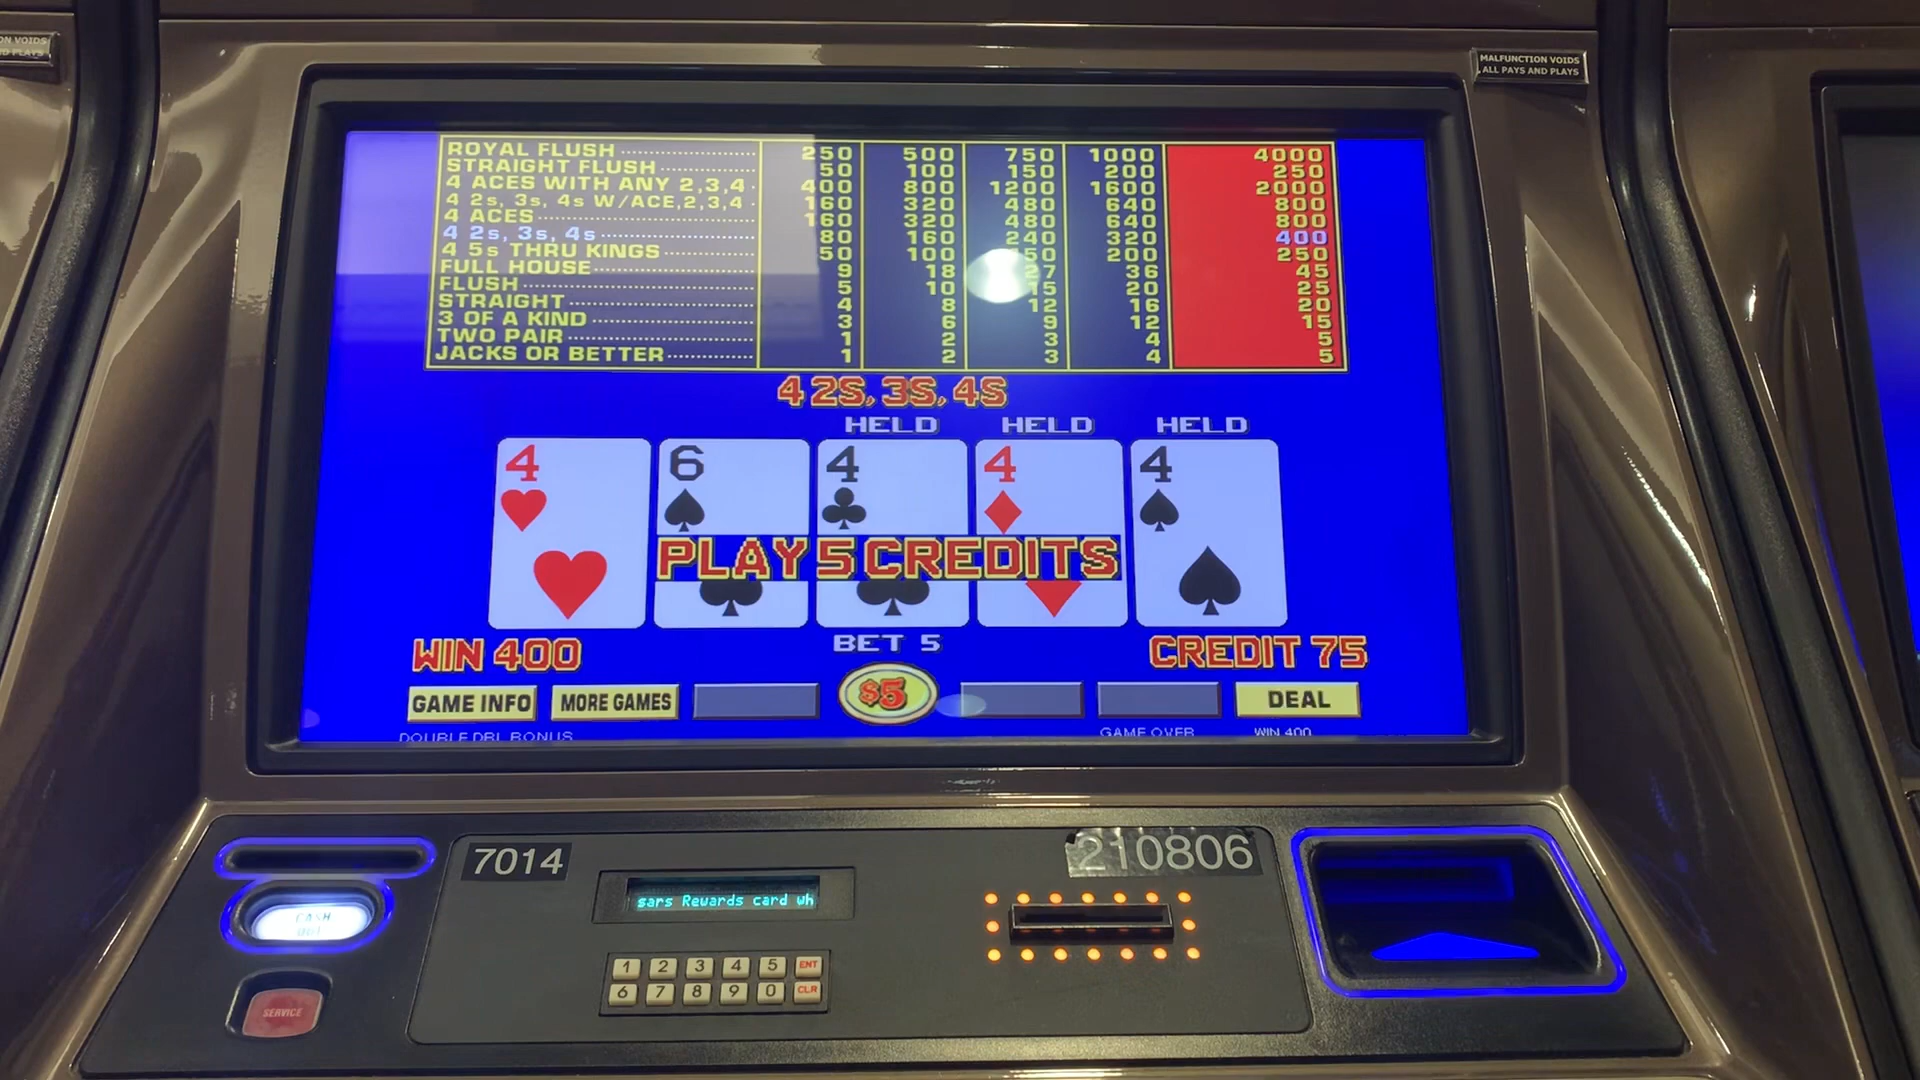 ON VOIDS
D PLAYS
MALFUNCTION VOIDS
ALL PAYS AND PLAYS
ROYAL FLUSH 250 500 750 1000 4000
STRAIGHT FLUSH 50 100 150 200 250
4 ACES WITH ANY 2,3,4 400 800 1200 1600 2000
4 2s, 3s, 4s W/ACE,2,3,4 160 320 480 640 800
4 ACES 160 320 480 640 800
4 2s, 3s, 4s 80 160 240 320 400
4 5s THRU KINGS 50 100 150 200 250
FULL HOUSE 9 18 27 36 45
FLUSH 5 10 15 20 25
STRAIGHT 4 8 12 16 20
3 OF A KIND 3 6 9 12 15
TWO PAIR 1 2 3 4 5
JACKS OR BETTER 1 2 3 4 5
4 2S, 3S, 4S
HELD HELD HELD
4 6 4 4 4
PLAY 5 CREDITS
WIN 400 BET 5 CREDIT 75
GAME INFO MORE GAMES $5 DEAL
DOUBLE DBL BONUS GAME OVER WIN 400
7014 210806
sars Rewards card wh
CASH OUT
1 2 3 4 5 ENT
6 7 8 9 0 CLR
SERVICE